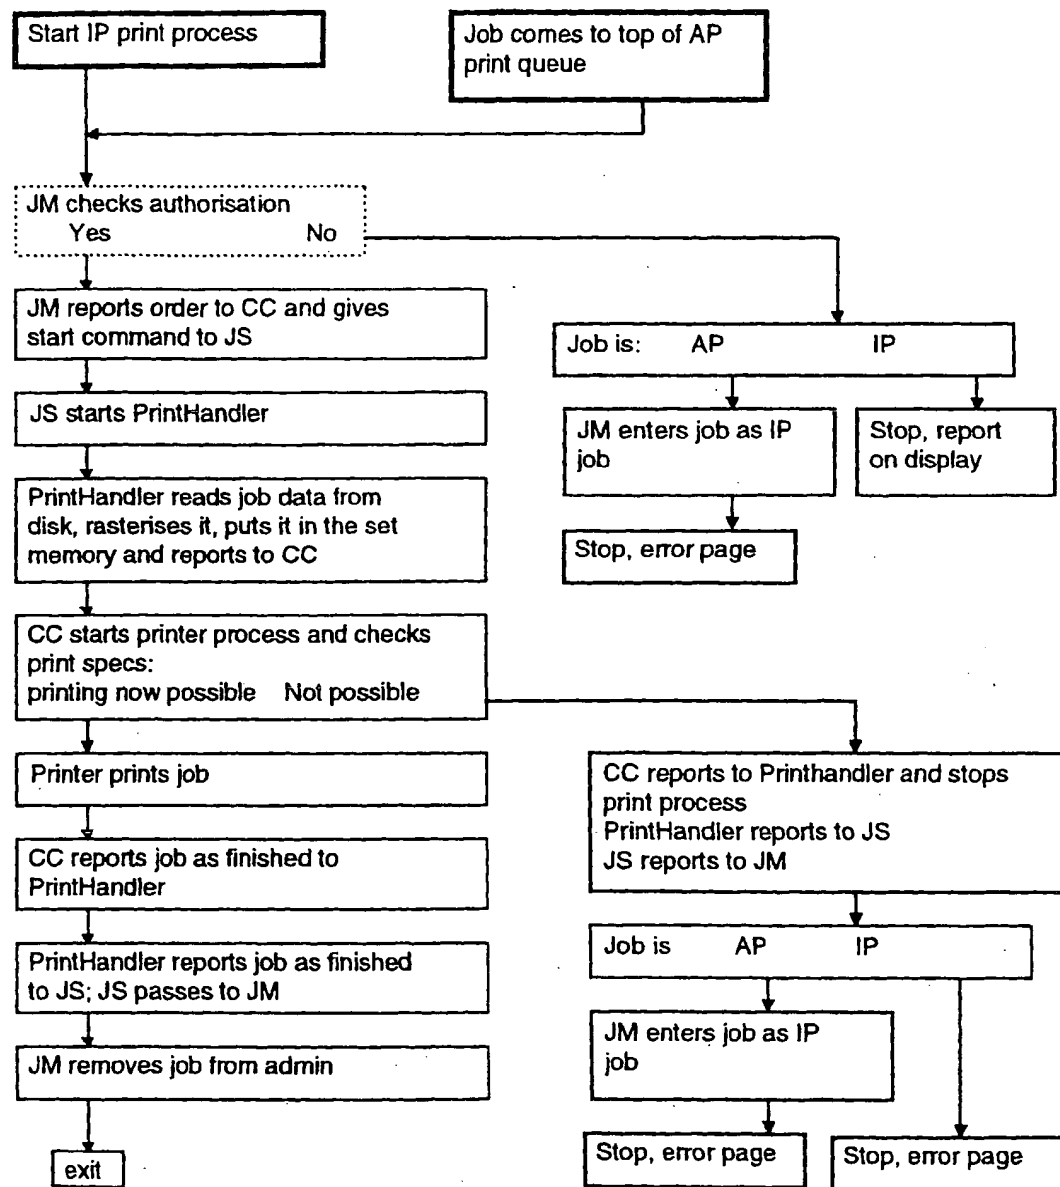 Start IP print process
Job comes to top of AP
print queue
JM checks authorisation
Yes No
JM reports order to CC and gives
start command to JS
Job is: AP IP
JS starts PrintHandler
JM enters job as IP
job
Stop, report
on display
PrintHandler reads job data from
disk, rasterises it, puts it in the set
memory and reports to CC
Stop, error page
CC starts printer process and checks
print specs:
printing now possible Not possible
Printer prints job
CC reports to Printhandler and stops
print process
PrintHandler reports to JS
JS reports to JM
CC reports job as finished to
PrintHandler
Job is AP IP
PrintHandler reports job as finished
to JS; JS passes to JM
JM enters job as IP
job
JM removes job from admin
Stop, error page
Stop, error page
exit